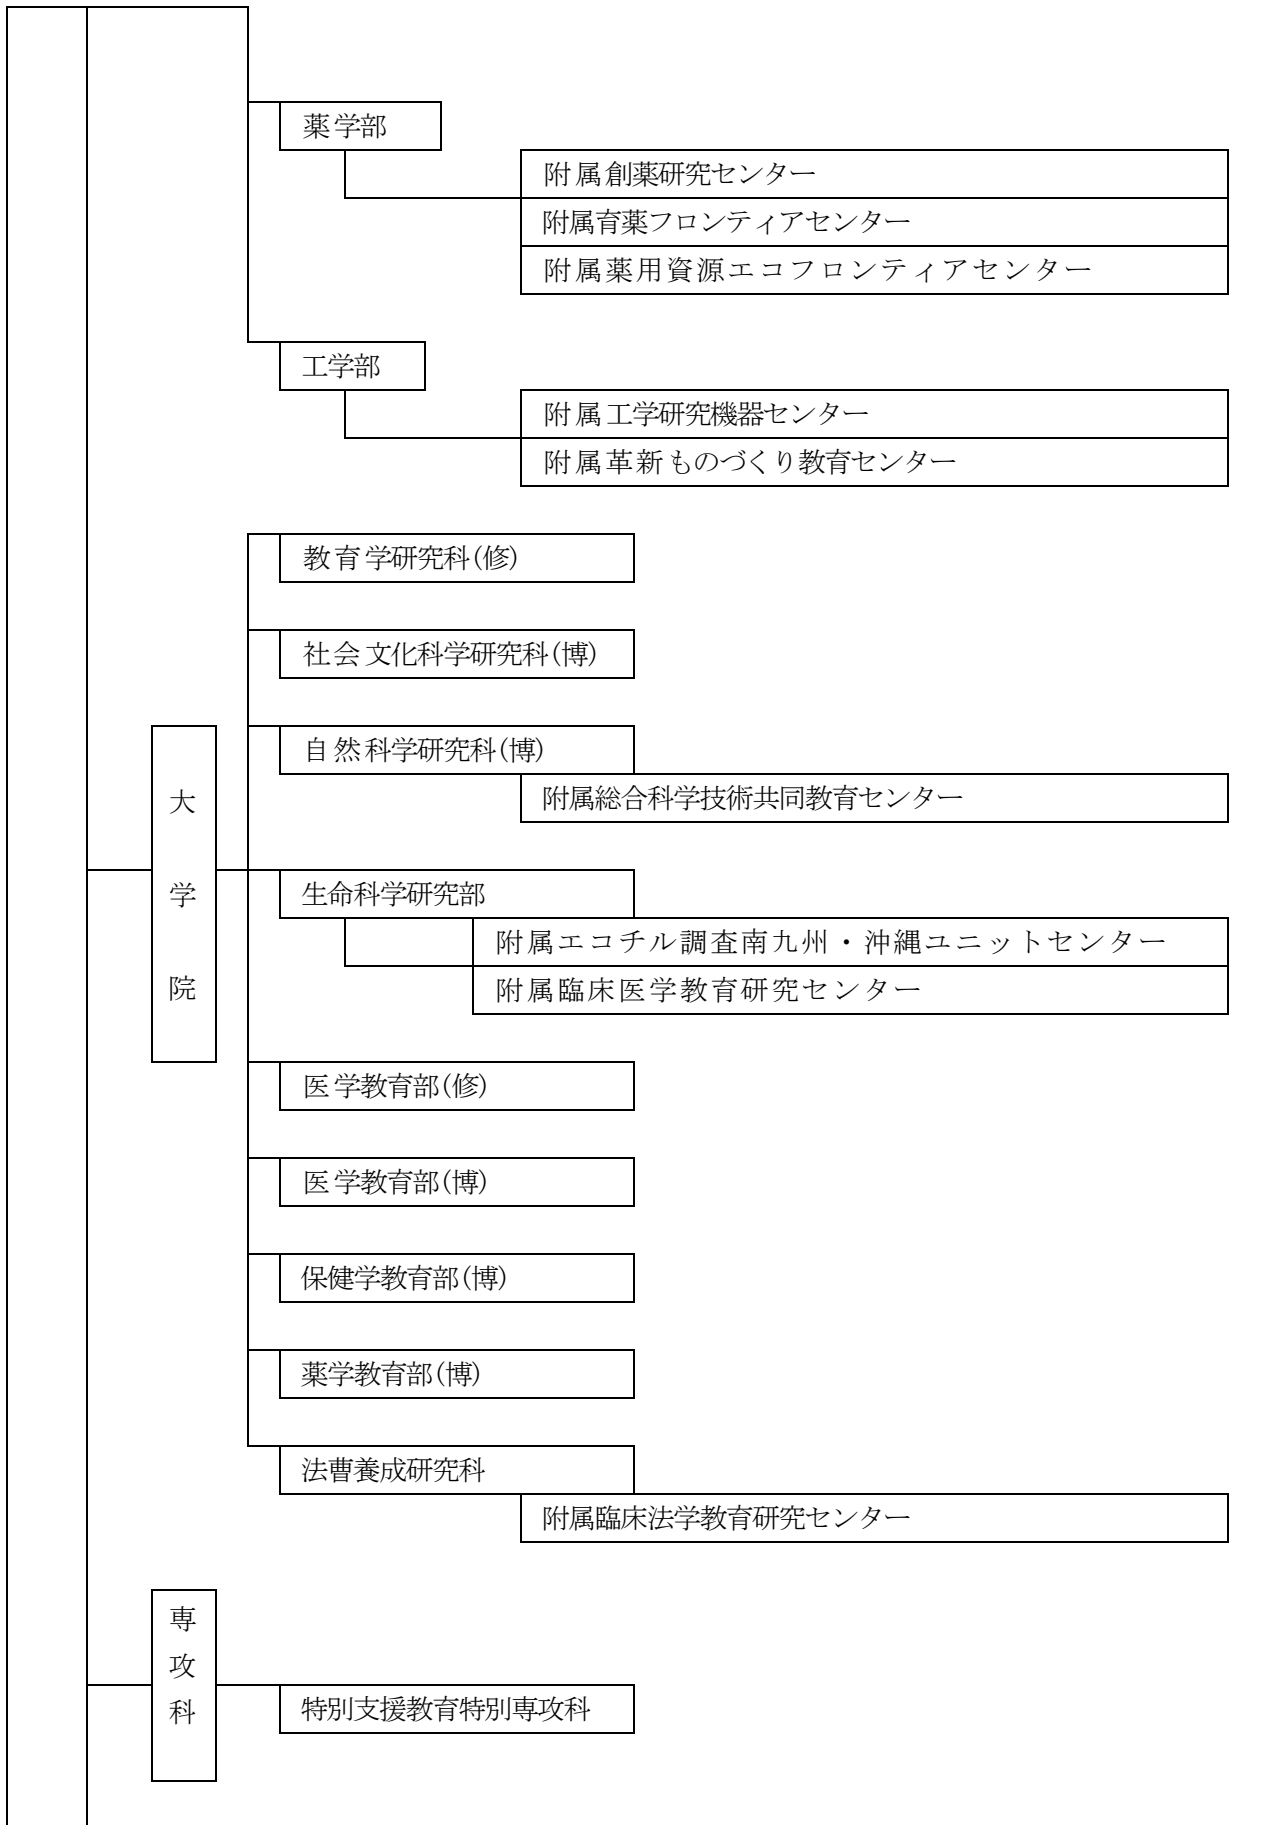 薬学部
附属創薬研究センター
附属育薬フロンティアセンター
附属薬用資源エコフロンティアセンター
工学部
附属工学研究機器センター
附属革新ものづくり教育センター
大学院
教育学研究科(修)
社会文化科学研究科(博)
自然科学研究科(博)
附属総合科学技術共同教育センター
生命科学研究部
附属エコチル調査南九州・沖縄ユニットセンター
附属臨床医学教育研究センター
医学教育部(修)
医学教育部(博)
保健学教育部(博)
薬学教育部(博)
法曹養成研究科
附属臨床法学教育研究センター
専攻科
特別支援教育特別専攻科